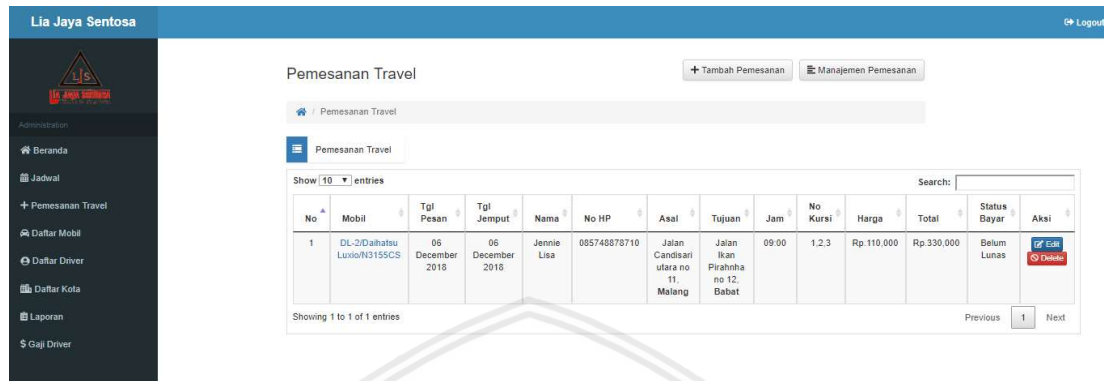 Lia Jaya Sentosa
Logout
LJS
Lia Jaya Sentosa
Administration
Beranda
Jadwal
+ Pemesanan Travel
Daftar Mobil
Daftar Driver
Daftar Kota
Laporan
$ Gaji Driver
Pemesanan Travel
+ Tambah Pemesanan
Manajemen Pemesanan
/ Pemesanan Travel
Pemesanan Travel
Show 10 entries
Search:
No Mobil Tgl Pesan Tgl Jemput Nama No HP Asal Tujuan Jam No Kursi Harga Total Status Bayar Aksi
1
DL-2/Daihatsu
Luxio/N3155CS
06
December
2018
06
December
2018
Jennie
Lisa
085748878710
Jalan
Candisari
utara no
11,
Malang
Jalan
Ikan
Pirahnha
no 12,
Babat
09:00
1,2,3
Rp.110,000
Rp.330,000
Belum
Lunas
Edit
Delete
Showing 1 to 1 of 1 entries
Previous 1 Next